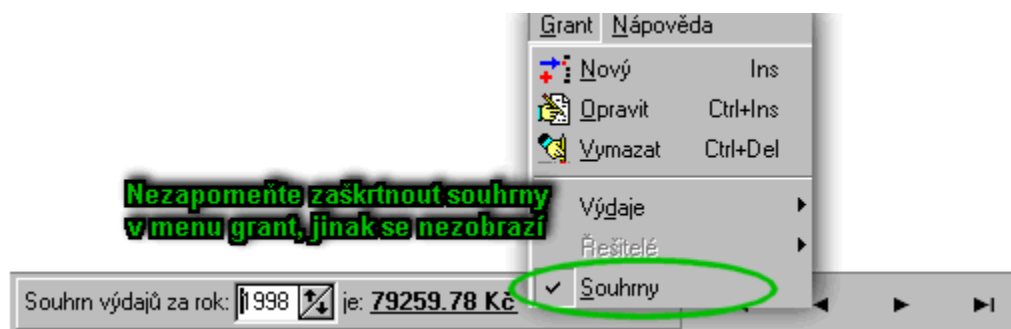 Grant Nápověda
Nový Ins
Opravit Ctrl+Ins
Vymazat Ctrl+Del
Nezapomeňte zaškrtnout souhrny
v menu grant, jinak se nezobrazí
Výdaje
Řešitelé
Souhrny
Souhrn výdajů za rok: 1998 je: 79259.78 Kč